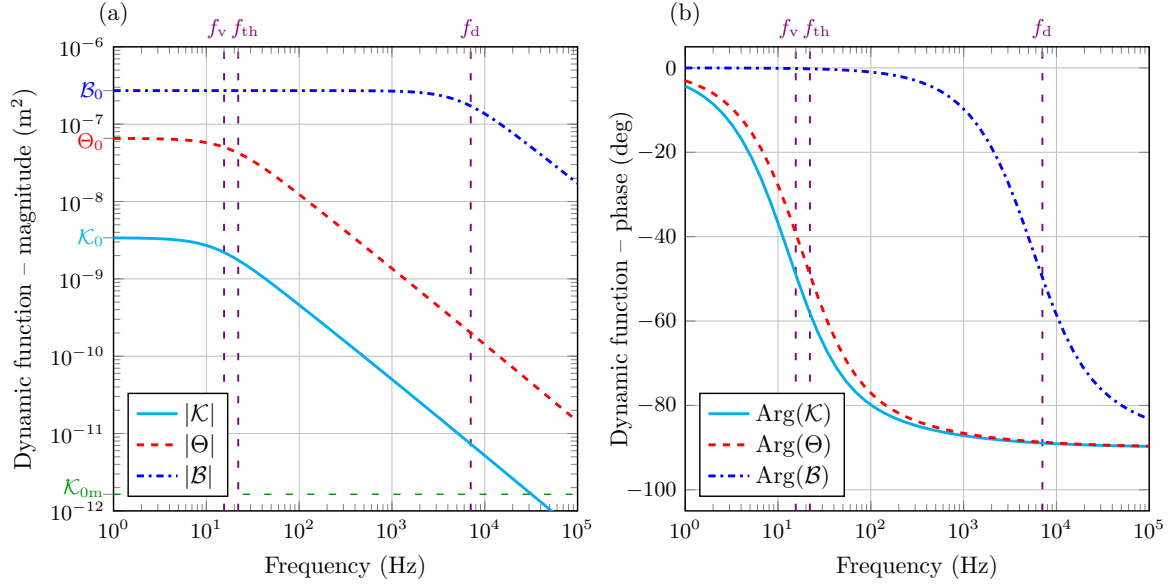 (a)
f_v f_th f_d
10^−6
10^−7
10^−8
10^−9
10^−10
10^−11
10^−12
ℬ_0
Θ_0
𝒦_0
𝒦_0m
Dynamic function – magnitude (m^2)
|𝒦|
|Θ|
|ℬ|
10^0 10^1 10^2 10^3 10^4 10^5
Frequency (Hz)
(b)
f_v f_th f_d
0
−20
−40
−60
−80
−100
Dynamic function – phase (deg)
Arg(𝒦)
Arg(Θ)
Arg(ℬ)
10^0 10^1 10^2 10^3 10^4 10^5
Frequency (Hz)